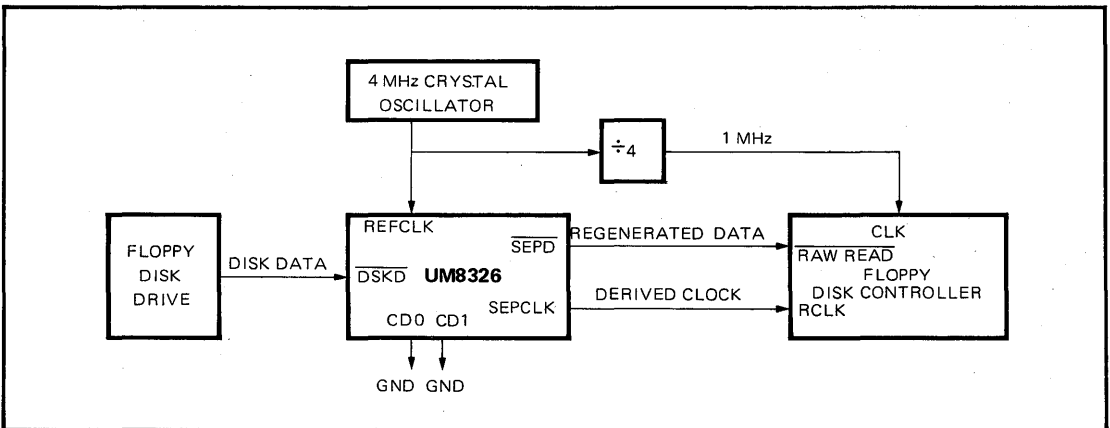 4 MHz CRYSTAL
OSCILLATOR
÷4
1 MHz
FLOPPY
DISK
DRIVE
DISK DATA
REFCLK
SEPD
DSKD UM8326
SEPCLK
CD0 CD1
GND GND
REGENERATED DATA
DERIVED CLOCK
CLK
RAW READ
FLOPPY
DISK CONTROLLER
RCLK